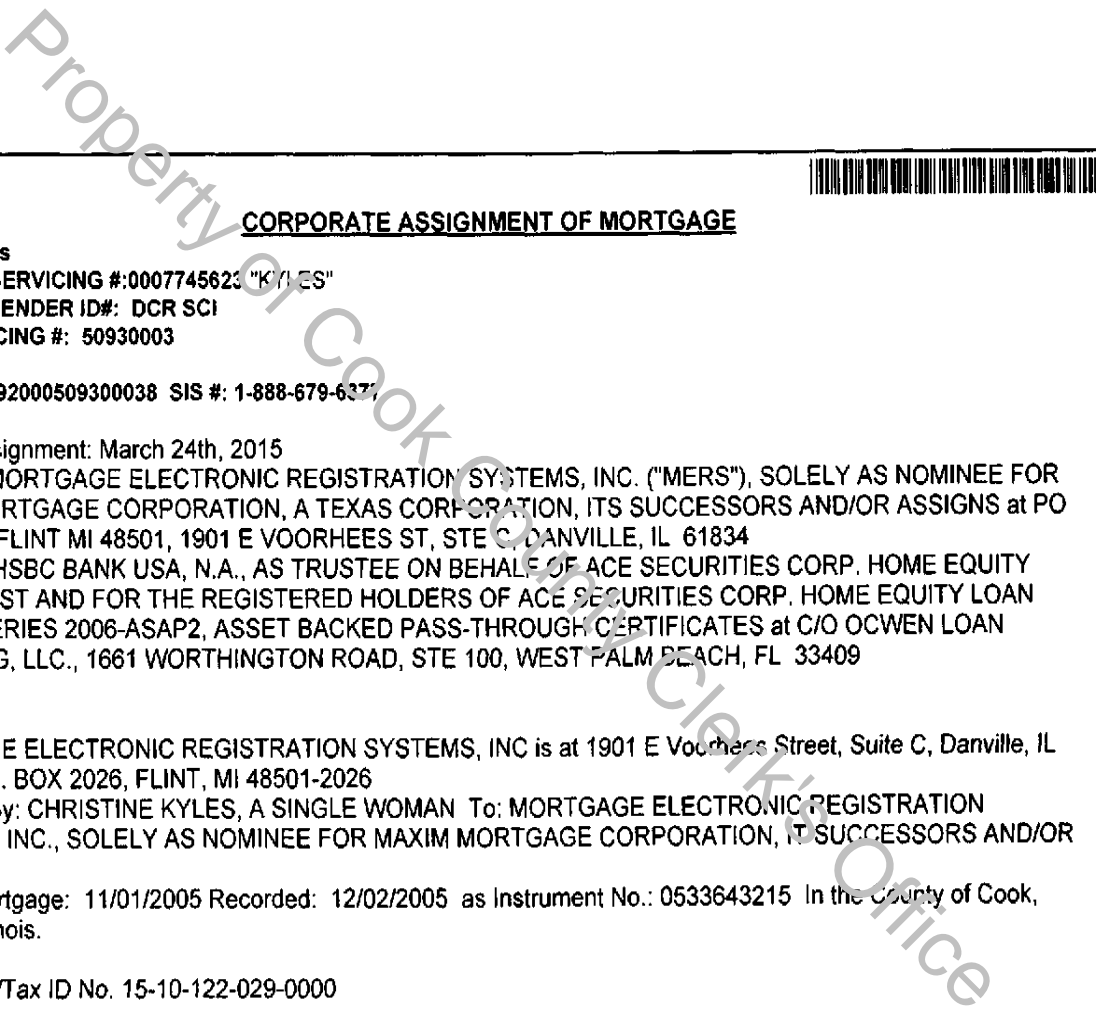 Property of Cook County Clerk's Office
CORPORATE ASSIGNMENT OF MORTGAGE
s
SERVICING #:0007745623 "KYLES"
ENDER ID#: DCR SCI
CING #: 50930003
92000509300038 SIS #: 1-888-679-6377
signment: March 24th, 2015
MORTGAGE ELECTRONIC REGISTRATION SYSTEMS, INC. ("MERS"), SOLELY AS NOMINEE FOR
RTGAGE CORPORATION, A TEXAS CORPORATION, ITS SUCCESSORS AND/OR ASSIGNS at PO
FLINT MI 48501, 1901 E VOORHEES ST, STE C, DANVILLE, IL 61834
HSBC BANK USA, N.A., AS TRUSTEE ON BEHALF OF ACE SECURITIES CORP. HOME EQUITY
ST AND FOR THE REGISTERED HOLDERS OF ACE SECURITIES CORP. HOME EQUITY LOAN
ERIES 2006-ASAP2, ASSET BACKED PASS-THROUGH CERTIFICATES at C/O OCWEN LOAN
G, LLC., 1661 WORTHINGTON ROAD, STE 100, WEST PALM BEACH, FL 33409
E ELECTRONIC REGISTRATION SYSTEMS, INC is at 1901 E Voorhees Street, Suite C, Danville, IL
. BOX 2026, FLINT, MI 48501-2026
y: CHRISTINE KYLES, A SINGLE WOMAN To: MORTGAGE ELECTRONIC REGISTRATION
INC., SOLELY AS NOMINEE FOR MAXIM MORTGAGE CORPORATION, IT SUCCESSORS AND/OR
rtgage: 11/01/2005 Recorded: 12/02/2005 as Instrument No.: 0533643215 In the County of Cook,
nois.
/Tax ID No. 15-10-122-029-0000